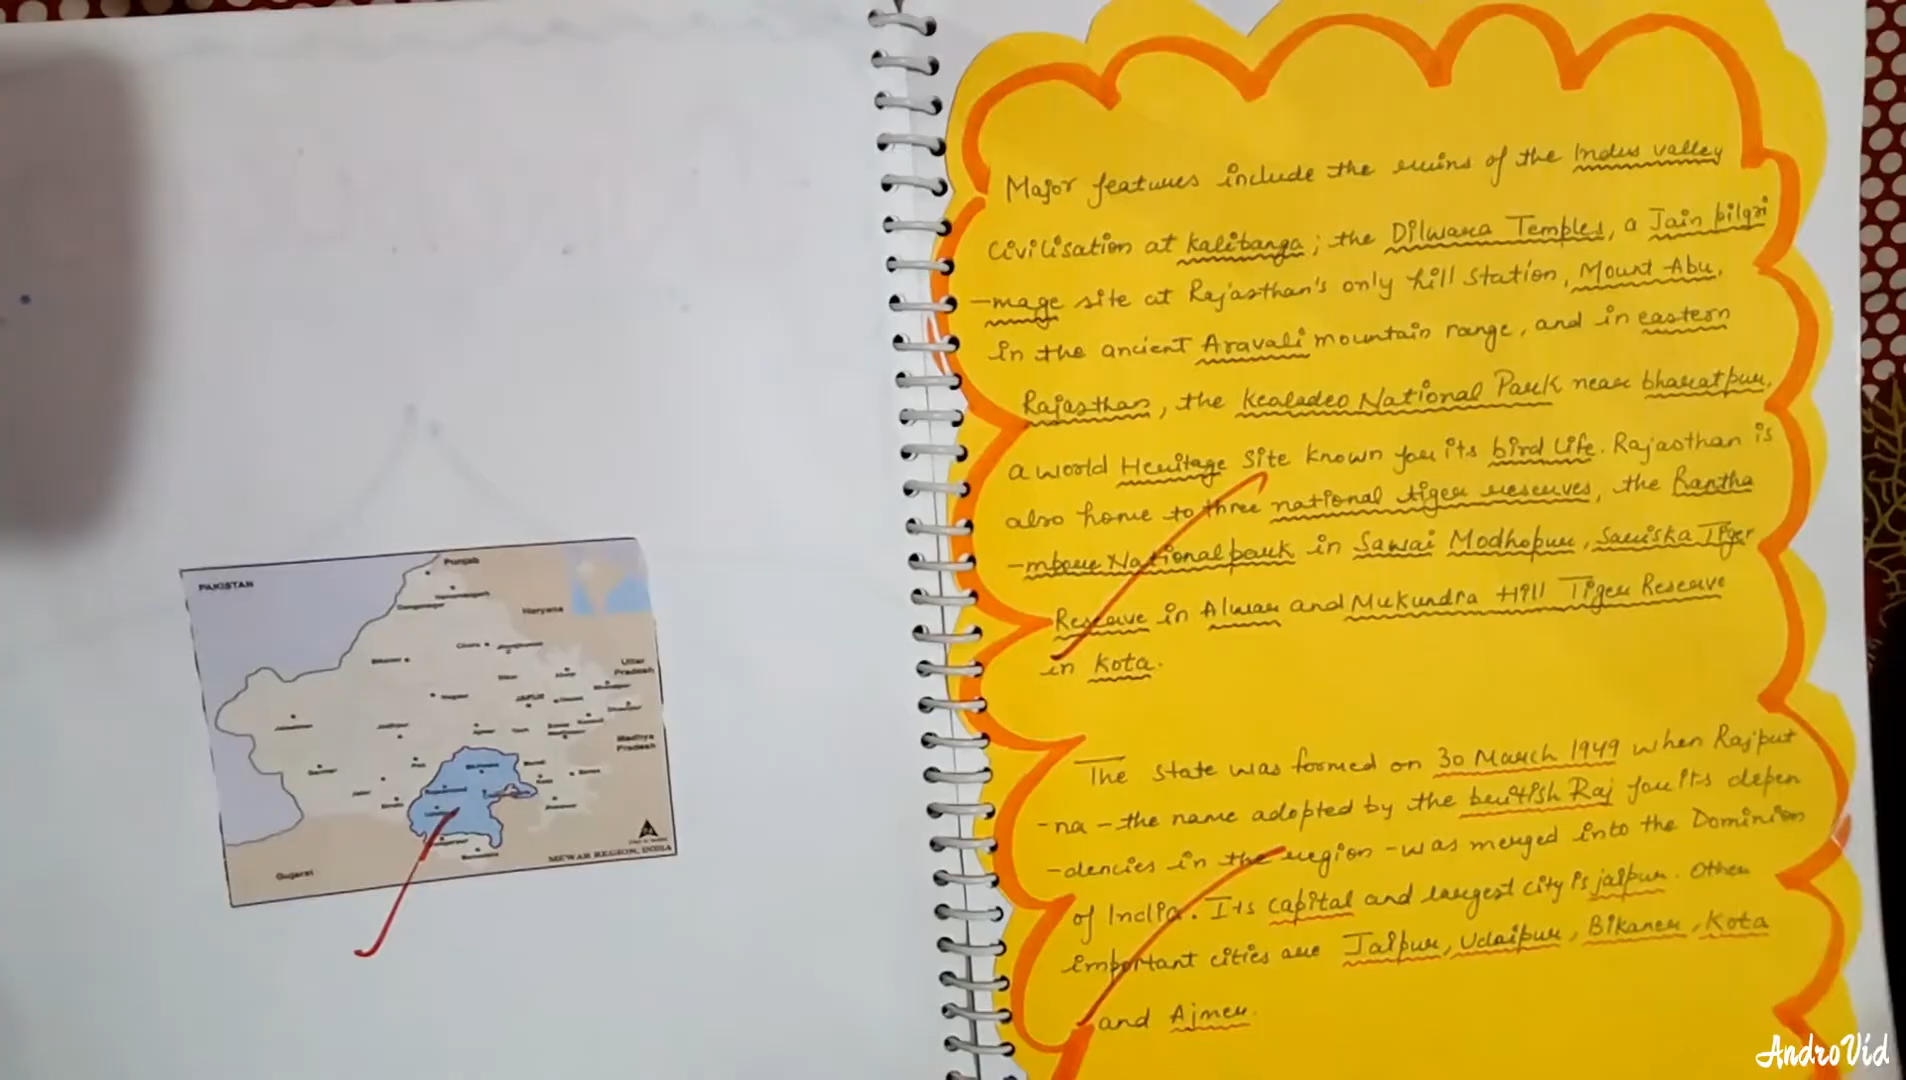 PAKISTAN
Punjab
Haryana
Uttar
Pradesh
JAIPUR
Madhya
Pradesh
Gujarat
MEWAR REGION, INDIA
Major features include the ruins of the Indus valley
Civilisation at Kalibanga; the Dilwara Temples, a Jain pilgri
-mage site at Rajasthan's only hill station, Mount Abu,
in the ancient Aravali mountain range, and in eastern
Rajasthan, the Kealadeo National Park near bharatpur,
a world Heritage Site known for its bird life. Rajasthan is
also home to three national tiger reserves, the Rantha
-mbore National park in Sawai Modhopur, Sariska Tiger
Reserve in Alwar and Mukundra Hill Tiger Reserve
in Kota.
The state was formed on 30 March 1949 when Rajput
-na - the name adopted by the british Raj for its depen
-dencies in the region - was merged into the Dominion
of India. Its capital and largest city is jaipur. Other
important cities are Jaipur, Udaipur, Bikaner, Kota
and Ajmer.
AndroVid